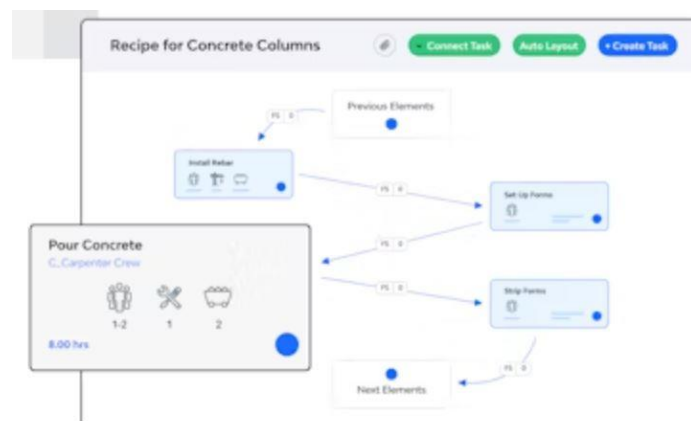 Recipe for Concrete Columns
Connect Task
Auto Layout
+ Create Task
Previous Elements
FS 0
Install Rebar
FS 0
Set Up Forms
FS 0
Pour Concrete
C_Carpenter Crew
1-2
1
2
8.00 hrs
FS 0
Strip Forms
FS 0
Next Elements